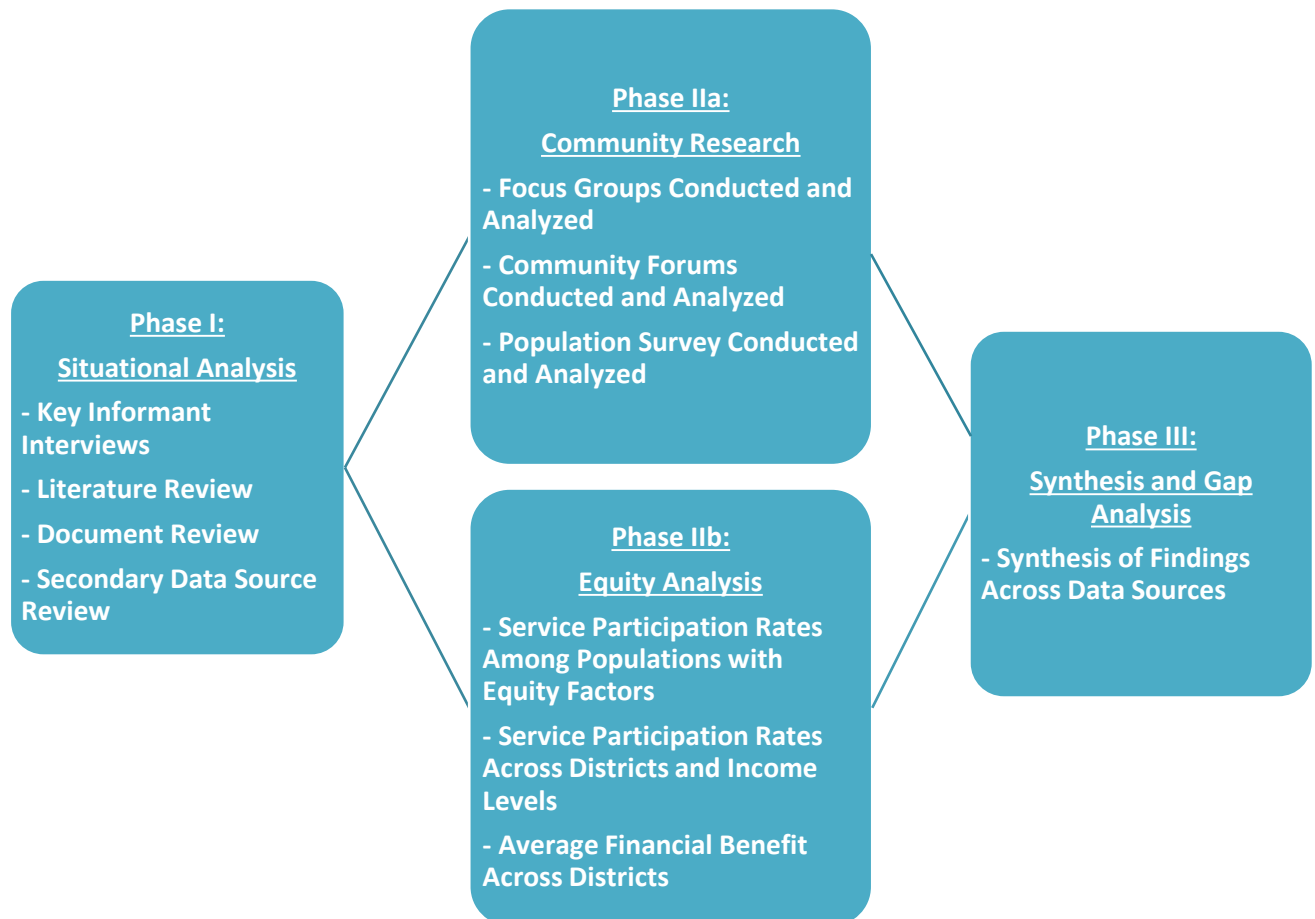 Phase I:
Situational Analysis
- Key Informant
Interviews
- Literature Review
- Document Review
- Secondary Data Source
Review
Phase IIa:
Community Research
- Focus Groups Conducted and
Analyzed
- Community Forums
Conducted and Analyzed
- Population Survey Conducted
and Analyzed
Phase IIb:
Equity Analysis
- Service Participation Rates
Among Populations with
Equity Factors
- Service Participation Rates
Across Districts and Income
Levels
- Average Financial Benefit
Across Districts
Phase III:
Synthesis and Gap
Analysis
- Synthesis of Findings
Across Data Sources